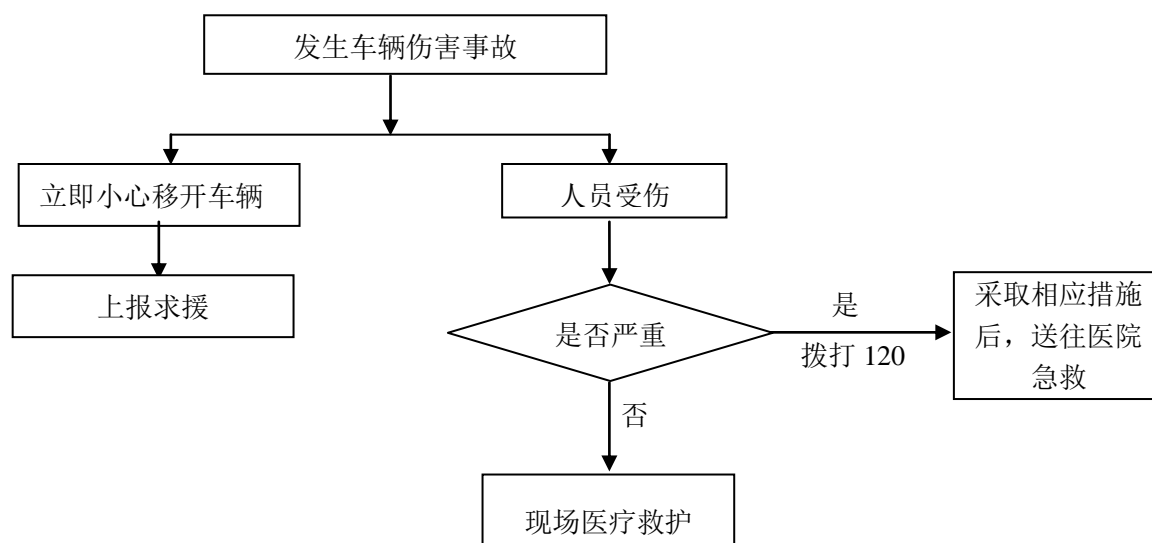 发生车辆伤害事故
立即小心移开车辆
人员受伤
上报求援
是否严重
是
拨打 120
采取相应措施
后，送往医院
急救
否
现场医疗救护